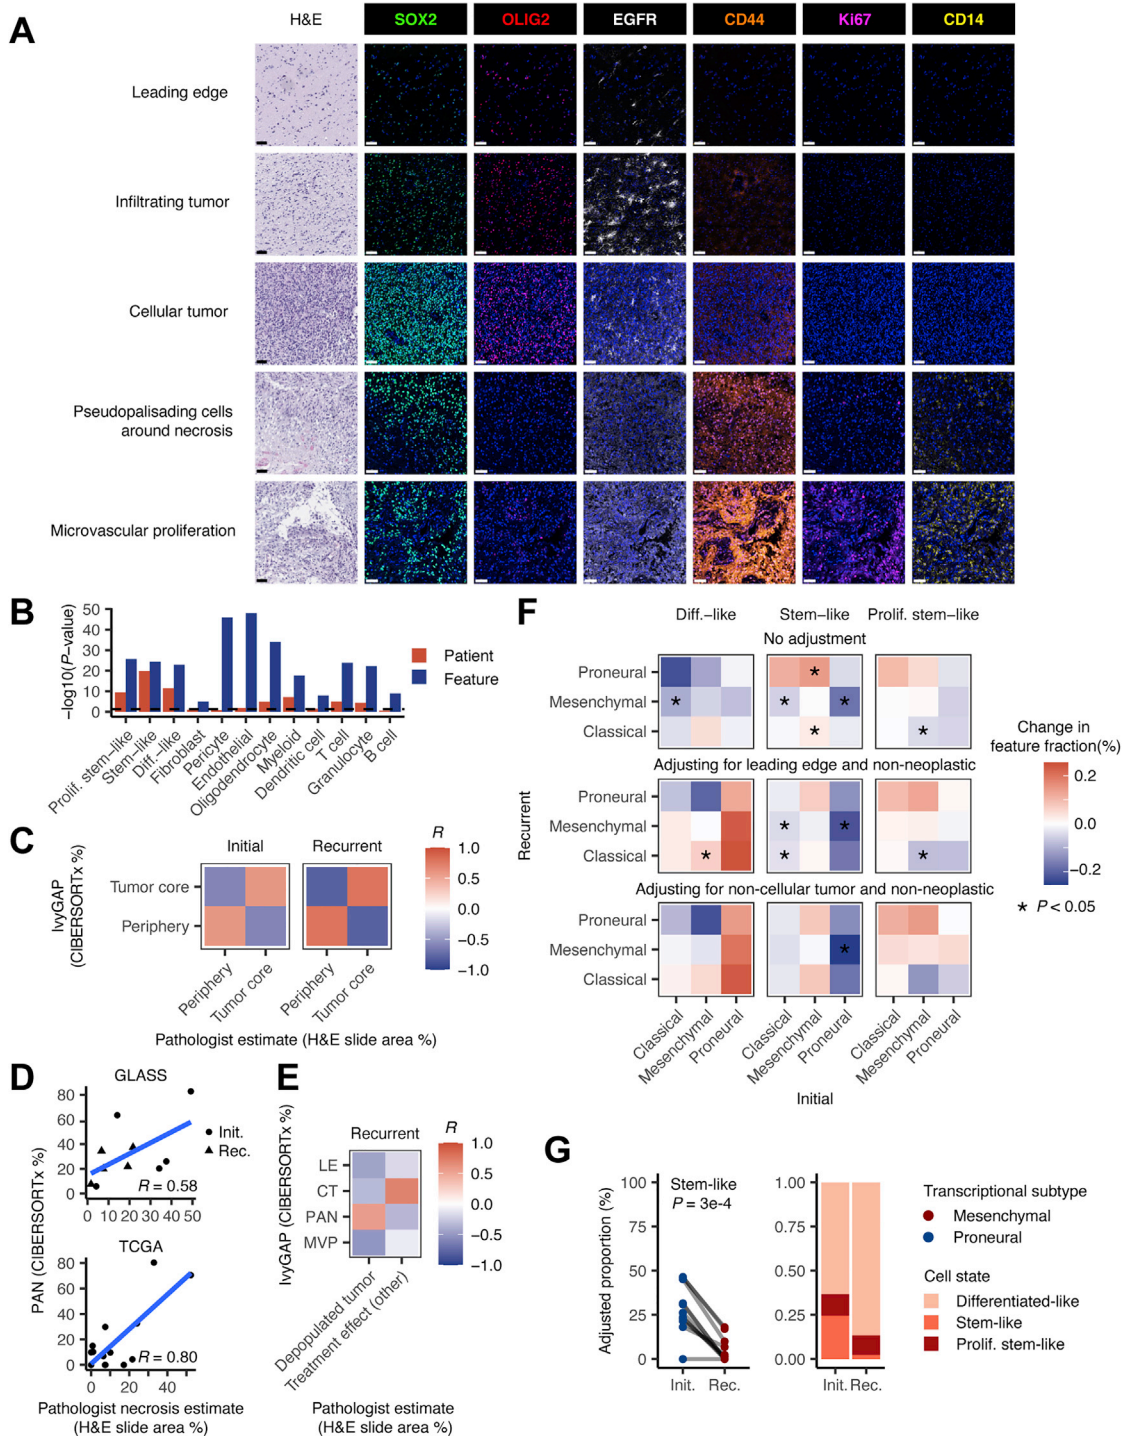 A
H&E
SOX2
OLIG2
EGFR
CD44
Ki67
CD14
Leading edge
Infiltrating tumor
Cellular tumor
Pseudopalisading cells
around necrosis
Microvascular proliferation
B
−log10(P−value)
50
40
30
20
10
0
Patient
Feature
Prolif. stem−like
Stem−like
Diff.−like
Fibroblast
Pericyte
Endothelial
Oligodendrocyte
Myeloid
Dendritic cell
T cell
Granulocyte
B cell
C
IvyGAP
(CIBERSORTx %)
Initial
Recurrent
Tumor core
Periphery
Periphery
Tumor core
Periphery
Tumor core
Pathologist estimate (H&E slide area %)
R
1.0
0.5
0.0
−0.5
−1.0
D
PAN (CIBERSORTx %)
GLASS
80
60
40
20
0
R = 0.58
0 10 20 30 40 50
Init.
Rec.
TCGA
80
60
40
20
0
R = 0.80
0 20 40
Pathologist necrosis estimate
(H&E slide area %)
E
IvyGAP (CIBERSORTx %)
Recurrent
LE
CT
PAN
MVP
Depopulated tumor
Treatment effect (other)
Pathologist estimate
(H&E slide area %)
R
1.0
0.5
0.0
−0.5
−1.0
F
Diff.−like
Stem−like
Prolif. stem−like
No adjustment
Proneural
Mesenchymal
Classical
* * * * * *
Adjusting for leading edge and non−neoplastic
Proneural
Mesenchymal
Classical
* * * * *
Adjusting for non−cellular tumor and non−neoplastic
Proneural
Mesenchymal
Classical
*
Recurrent
Classical
Mesenchymal
Proneural
Classical
Mesenchymal
Proneural
Classical
Mesenchymal
Proneural
Initial
Change in
feature fraction(%)
0.2
0.0
−0.2
* P < 0.05
G
Adjusted proportion (%)
100
75
50
25
0
Stem−like
P = 3e-4
Init. Rec.
1.00
0.75
0.50
0.25
0.00
Init. Rec.
Transcriptional subtype
Mesenchymal
Proneural
Cell state
Differentiated−like
Stem−like
Prolif. stem−like